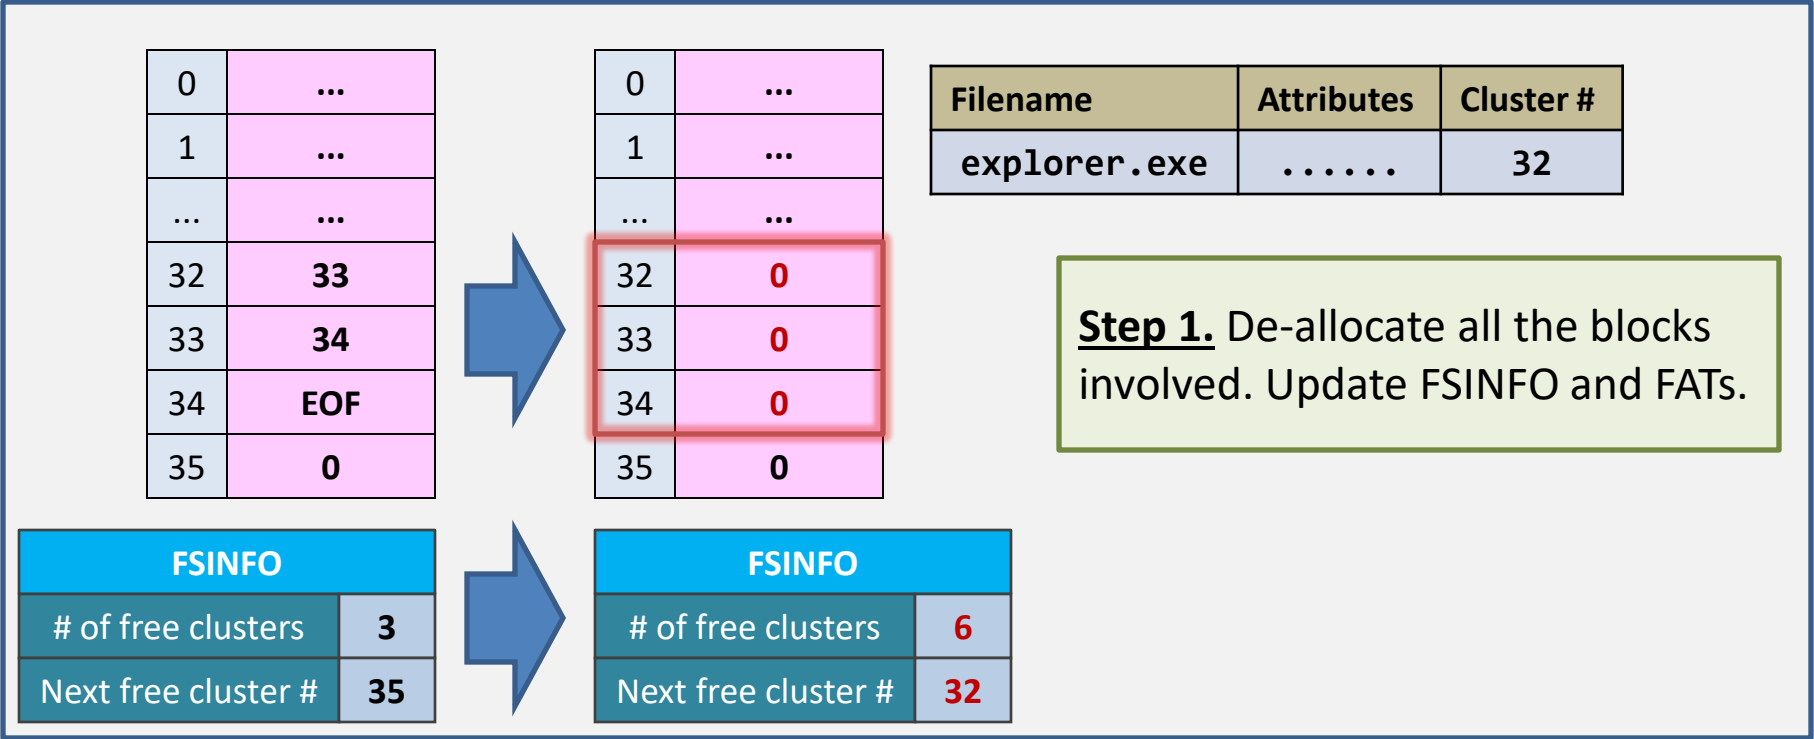 0 ...
1 ...
... ...
32 33
33 34
34 EOF
35 0
0 ...
1 ...
... ...
32 0
33 0
34 0
35 0
Filename Attributes Cluster #
explorer.exe ...... 32
Step 1. De-allocate all the blocks
involved. Update FSINFO and FATs.
FSINFO
# of free clusters 3
Next free cluster # 35
FSINFO
# of free clusters 6
Next free cluster # 32